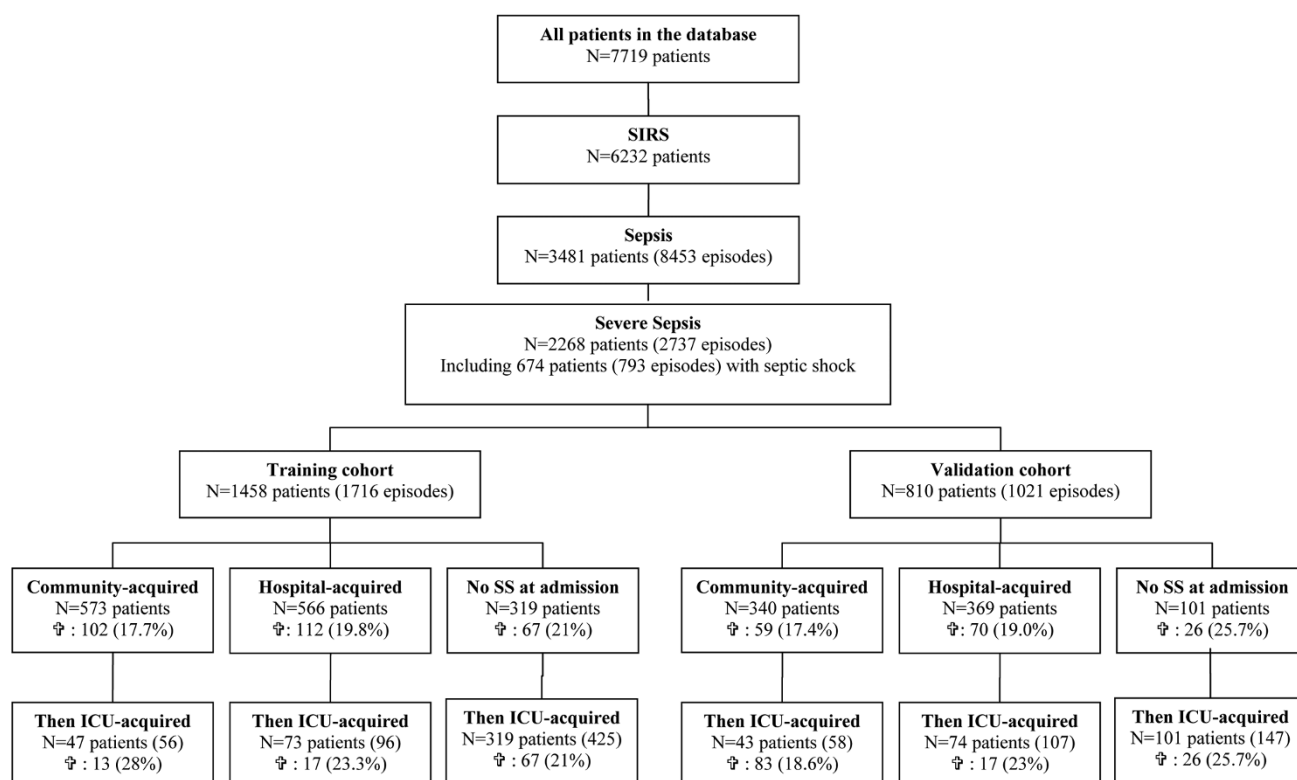 All patients in the database
N=7719 patients
SIRS
N=6232 patients
Sepsis
N=3481 patients (8453 episodes)
Severe Sepsis
N=2268 patients (2737 episodes)
Including 674 patients (793 episodes) with septic shock
Training cohort
N=1458 patients (1716 episodes)
Validation cohort
N=810 patients (1021 episodes)
Community-acquired
N=573 patients
✞ : 102 (17.7%)
Hospital-acquired
N=566 patients
✞: 112 (19.8%)
No SS at admission
N=319 patients
✞ : 67 (21%)
Community-acquired
N=340 patients
✞ : 59 (17.4%)
Hospital-acquired
N=369 patients
✞ : 70 (19.0%)
No SS at admission
N=101 patients
✞ : 26 (25.7%)
Then ICU-acquired
N=47 patients (56)
✞ : 13 (28%)
Then ICU-acquired
N=73 patients (96)
✞ : 17 (23.3%)
Then ICU-acquired
N=319 patients (425)
✞ : 67 (21%)
Then ICU-acquired
N=43 patients (58)
✞ : 83 (18.6%)
Then ICU-acquired
N=74 patients (107)
✞ : 17 (23%)
Then ICU-acquired
N=101 patients (147)
✞ : 26 (25.7%)